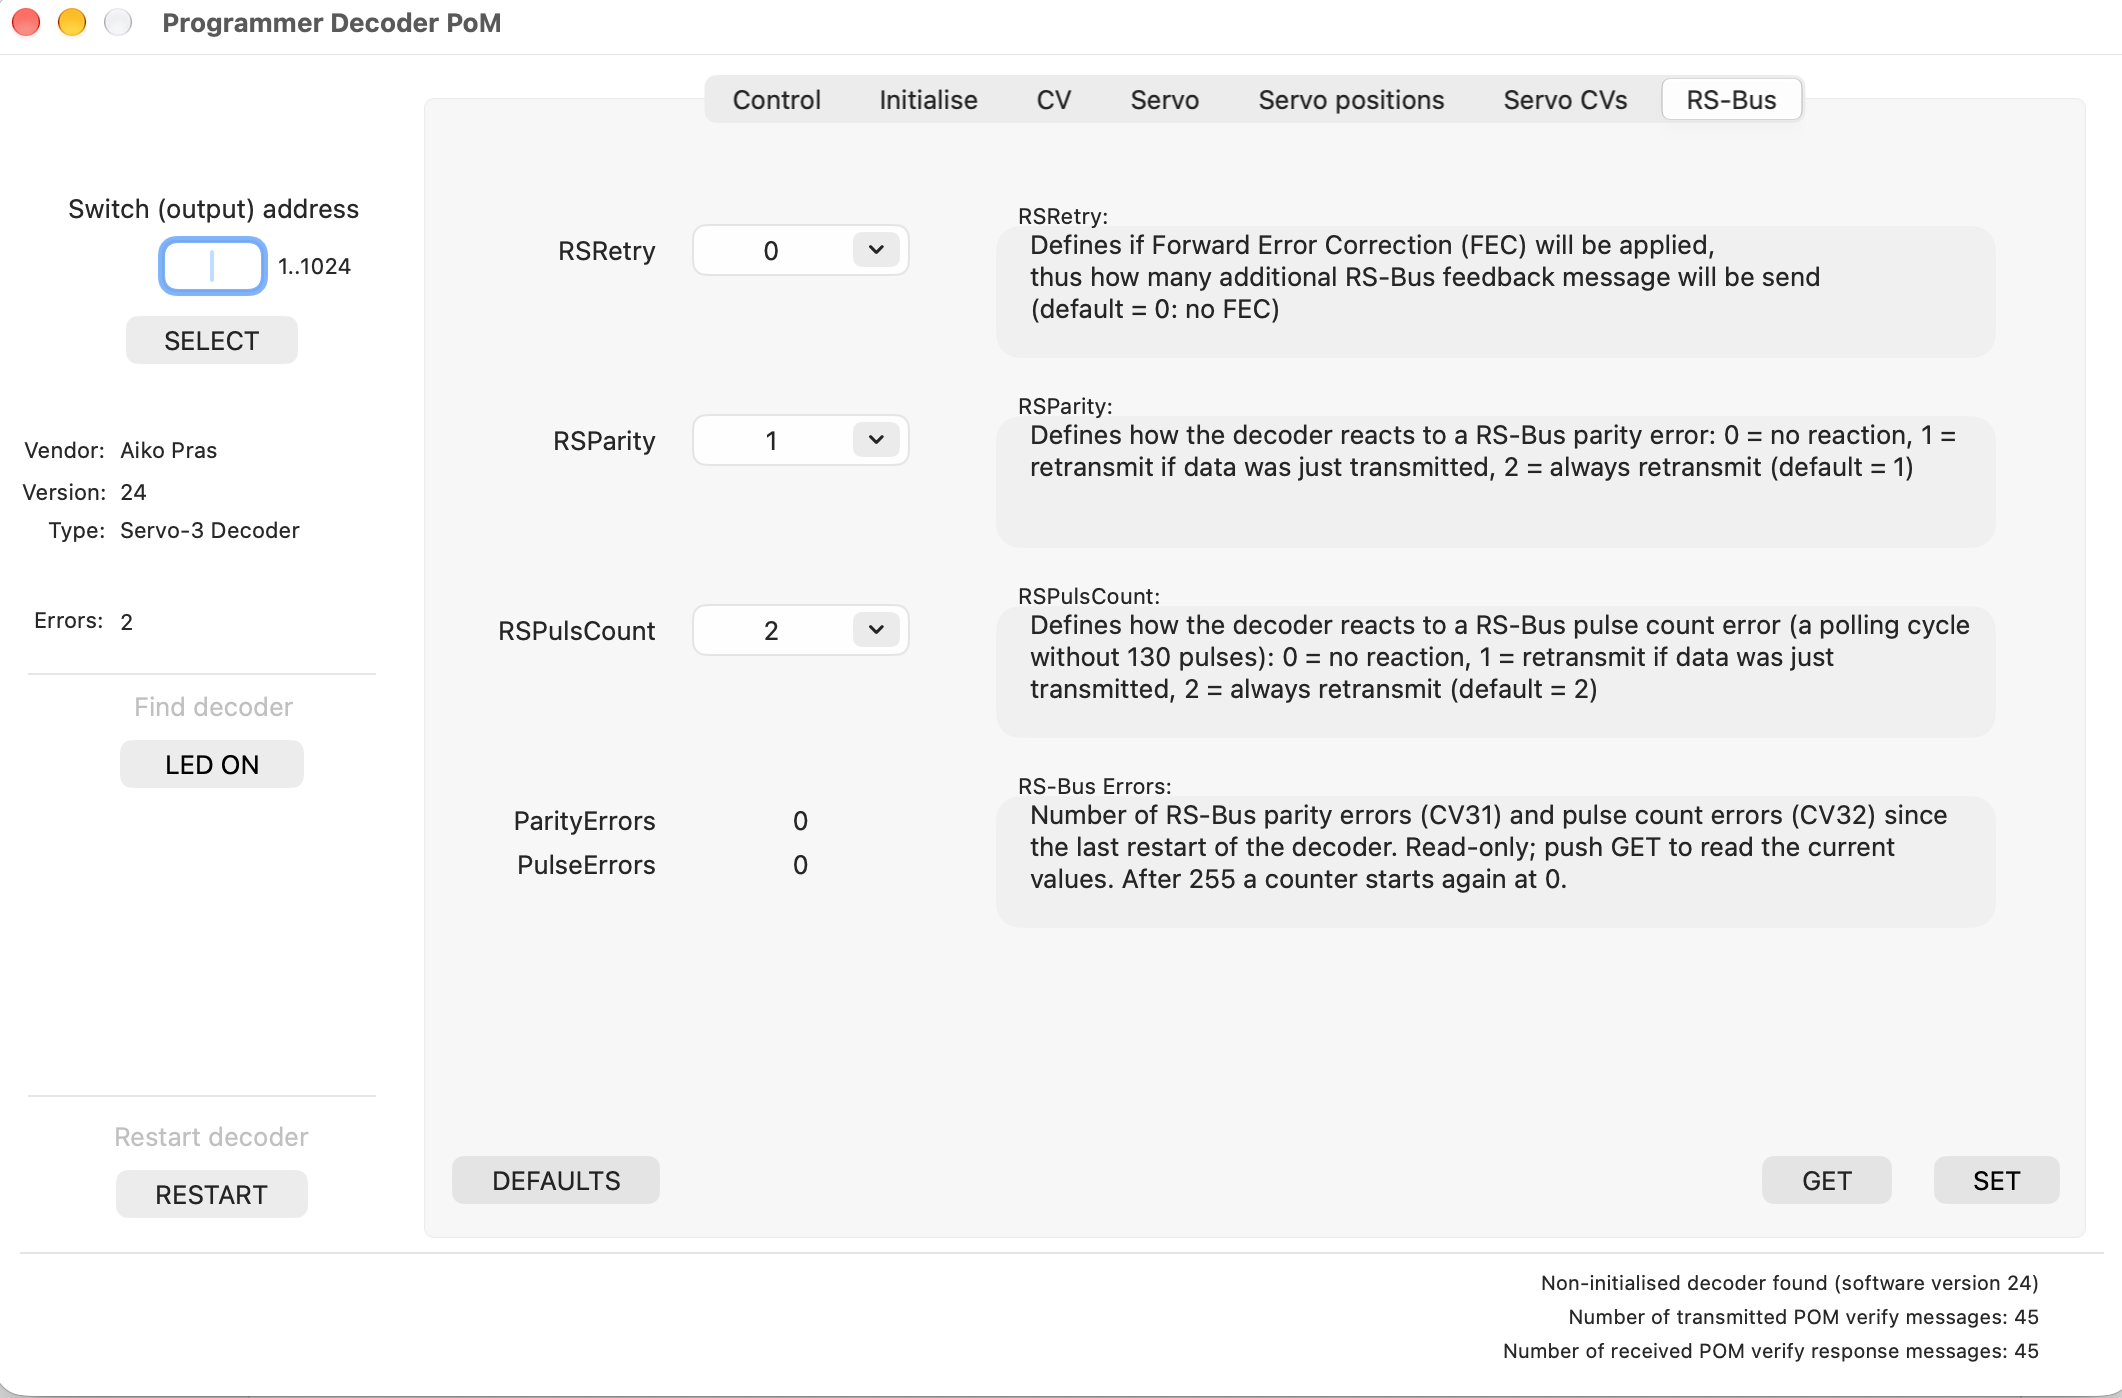 Programmer Decoder PoM
Control Initialise CV Servo Servo positions Servo CVs RS-Bus
Switch (output) address
1..1024
SELECT
Vendor: Aiko Pras
Version: 24
Type: Servo-3 Decoder
Errors: 2
Find decoder
LED ON
Restart decoder
RESTART
RSRetry 0
RSRetry:
Defines if Forward Error Correction (FEC) will be applied,
thus how many additional RS-Bus feedback message will be send
(default = 0: no FEC)
RSParity 1
RSParity:
Defines how the decoder reacts to a RS-Bus parity error: 0 = no reaction, 1 =
retransmit if data was just transmitted, 2 = always retransmit (default = 1)
RSPulsCount 2
RSPulsCount:
Defines how the decoder reacts to a RS-Bus pulse count error (a polling cycle
without 130 pulses): 0 = no reaction, 1 = retransmit if data was just
transmitted, 2 = always retransmit (default = 2)
ParityErrors 0
PulseErrors 0
RS-Bus Errors:
Number of RS-Bus parity errors (CV31) and pulse count errors (CV32) since
the last restart of the decoder. Read-only; push GET to read the current
values. After 255 a counter starts again at 0.
DEFAULTS GET SET
Non-initialised decoder found (software version 24)
Number of transmitted POM verify messages: 45
Number of received POM verify response messages: 45